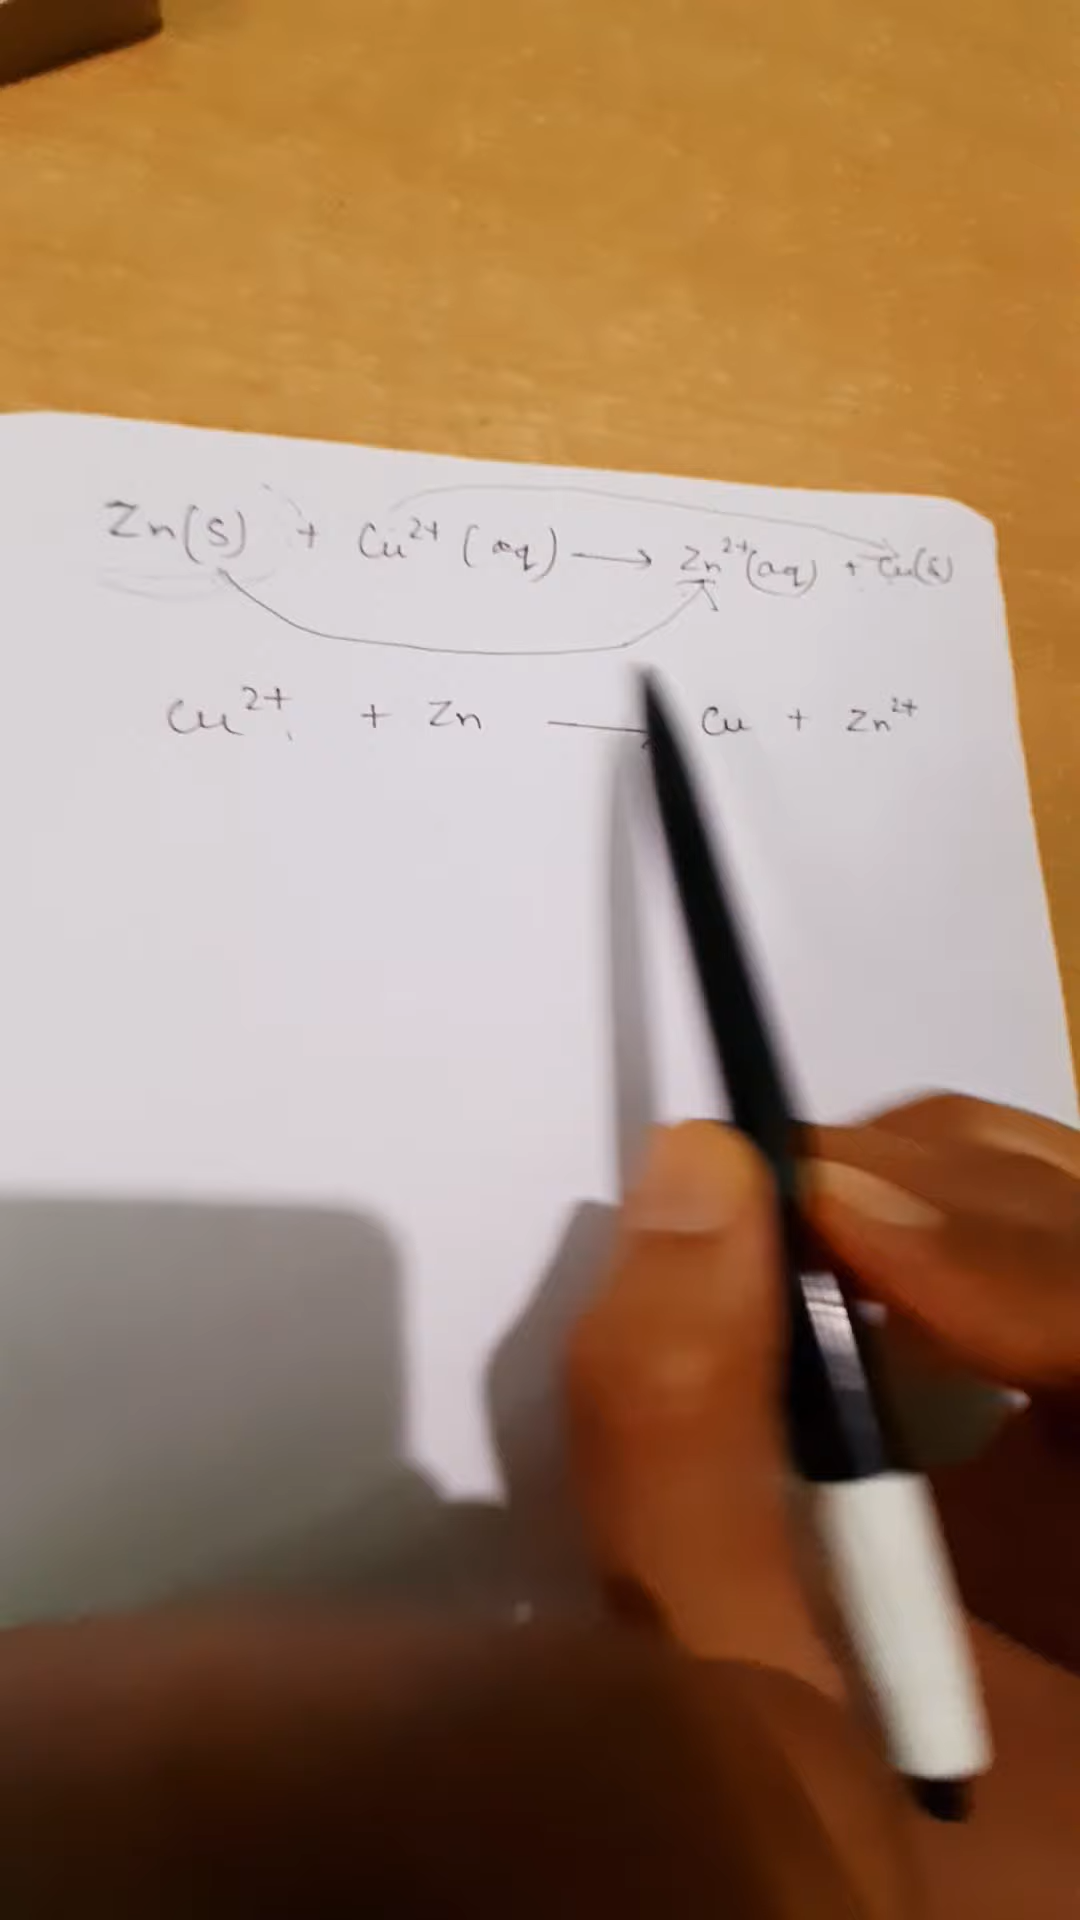 Zn(s) + Cu²⁺ (aq) → Zn²⁺(aq) + Cu(s)
Cu²⁺ + Zn → Cu + Zn²⁺